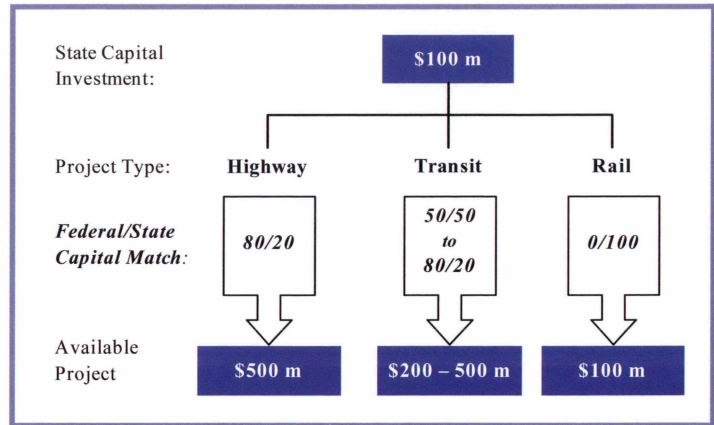 State Capital
Investment:
$100 m
Project Type:
Highway
Transit
Rail
Federal/State
Capital Match:
80/20
50/50
to
80/20
0/100
Available
Project
$500 m
$200 – 500 m
$100 m